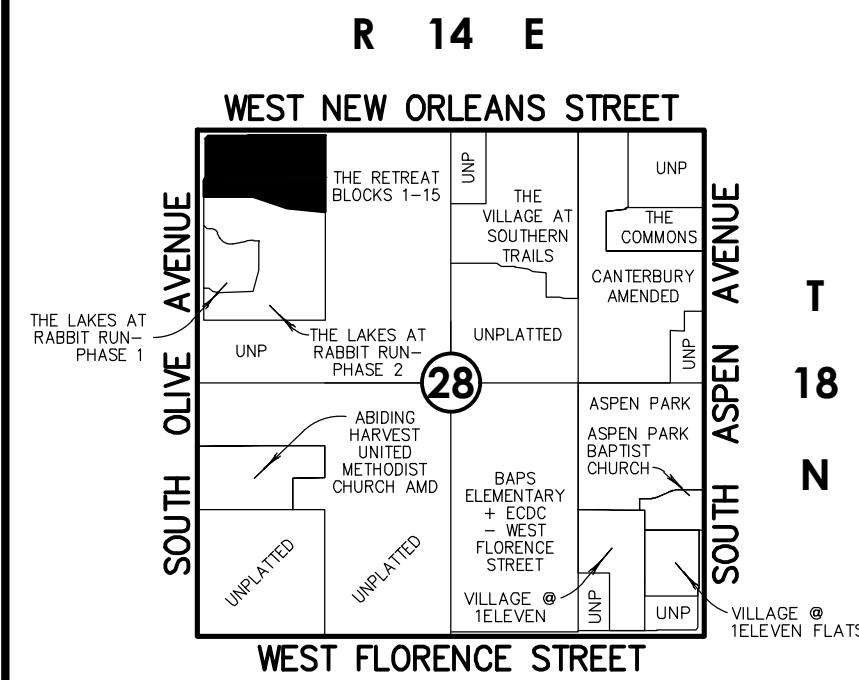 R 14 E
WEST NEW ORLEANS STREET
SOUTH OLIVE AVENUE
SOUTH ASPEN AVENUE
T
18
N
THE RETREAT
BLOCKS 1-15
UNP
THE
VILLAGE AT
SOUTHERN
TRAILS
UNP
THE
COMMONS
CANTERBURY
AMENDED
THE LAKES AT
RABBIT RUN-
PHASE 1
UNP
THE LAKES AT
RABBIT RUN-
PHASE 2
UNPLATTED
UNP
28
ABIDING
HARVEST
UNITED
METHODIST
CHURCH AMD
ASPEN PARK
ASPEN PARK
BAPTIST
CHURCH
BAPS
ELEMENTARY
+ ECDC
- WEST
FLORENCE
STREET
UNPLATTED
UNPLATTED
VILLAGE @
1ELEVEN
UNP
UNP
VILLAGE @
1ELEVEN FLATS
WEST FLORENCE STREET